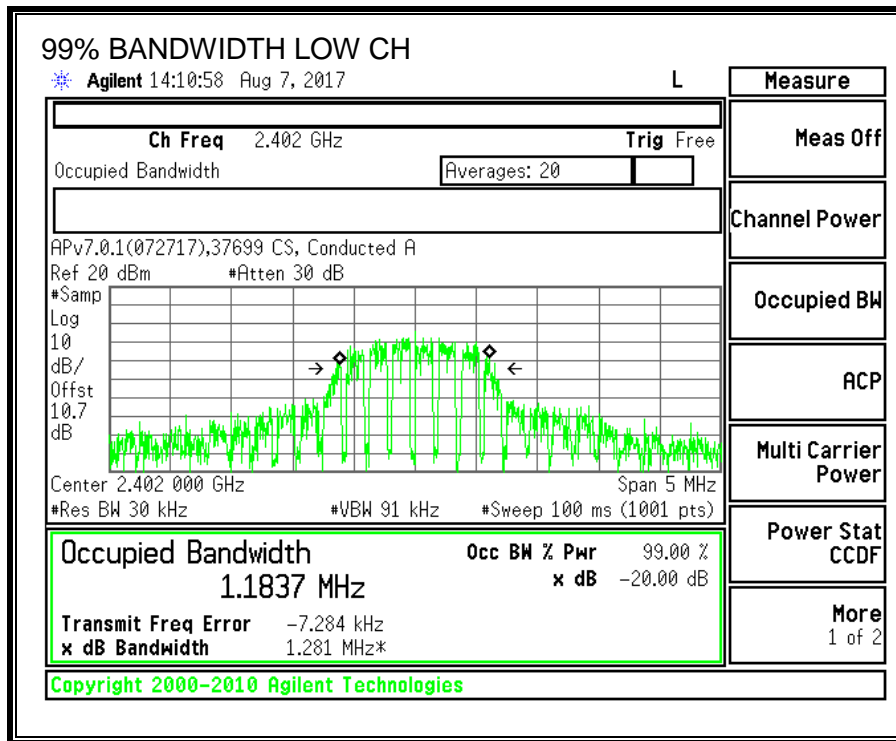 99% BANDWIDTH LOW CH
Agilent 14:10:58 Aug 7, 2017 L
Ch Freq 2.402 GHz Trig Free
Occupied Bandwidth Averages: 20
APv7.0.1(072717),37699 CS, Conducted A
Ref 20 dBm #Atten 30 dB
#Samp
Log
10
dB/
Offst
10.7
dB
Center 2.402 000 GHz Span 5 MHz
#Res BW 30 kHz #VBW 91 kHz #Sweep 100 ms (1001 pts)
Occupied Bandwidth Occ BW % Pwr 99.00 %
1.1837 MHz x dB -20.00 dB
Transmit Freq Error -7.284 kHz
x dB Bandwidth 1.281 MHz*
Copyright 2000-2010 Agilent Technologies
Measure
Meas Off
Channel Power
Occupied BW
ACP
Multi Carrier
Power
Power Stat
CCDF
More
1 of 2